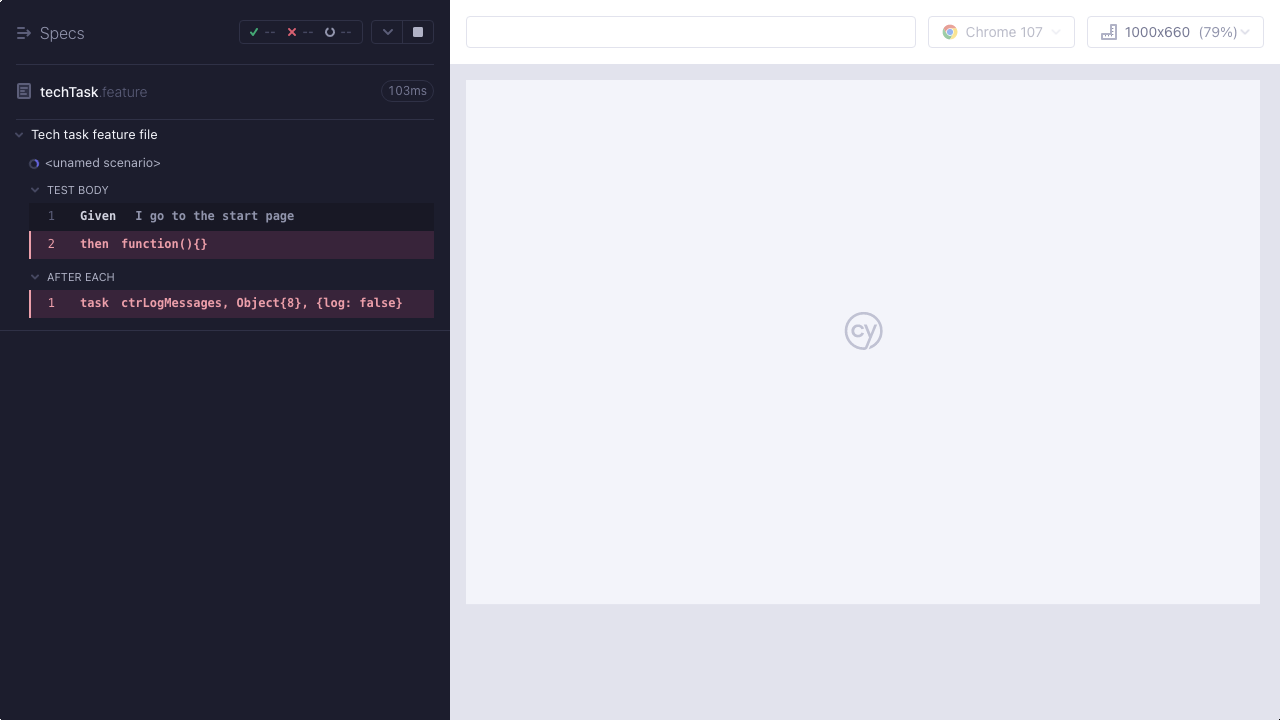 Specs
-- -- --
techTask.feature
103ms
Tech task feature file
<unnamed scenario>
TEST BODY
1 Given I go to the start page
2 then function(){}
AFTER EACH
1 task ctrLogMessages, Object{8}, {log: false}
Chrome 107
1000x660 (79%)
cy